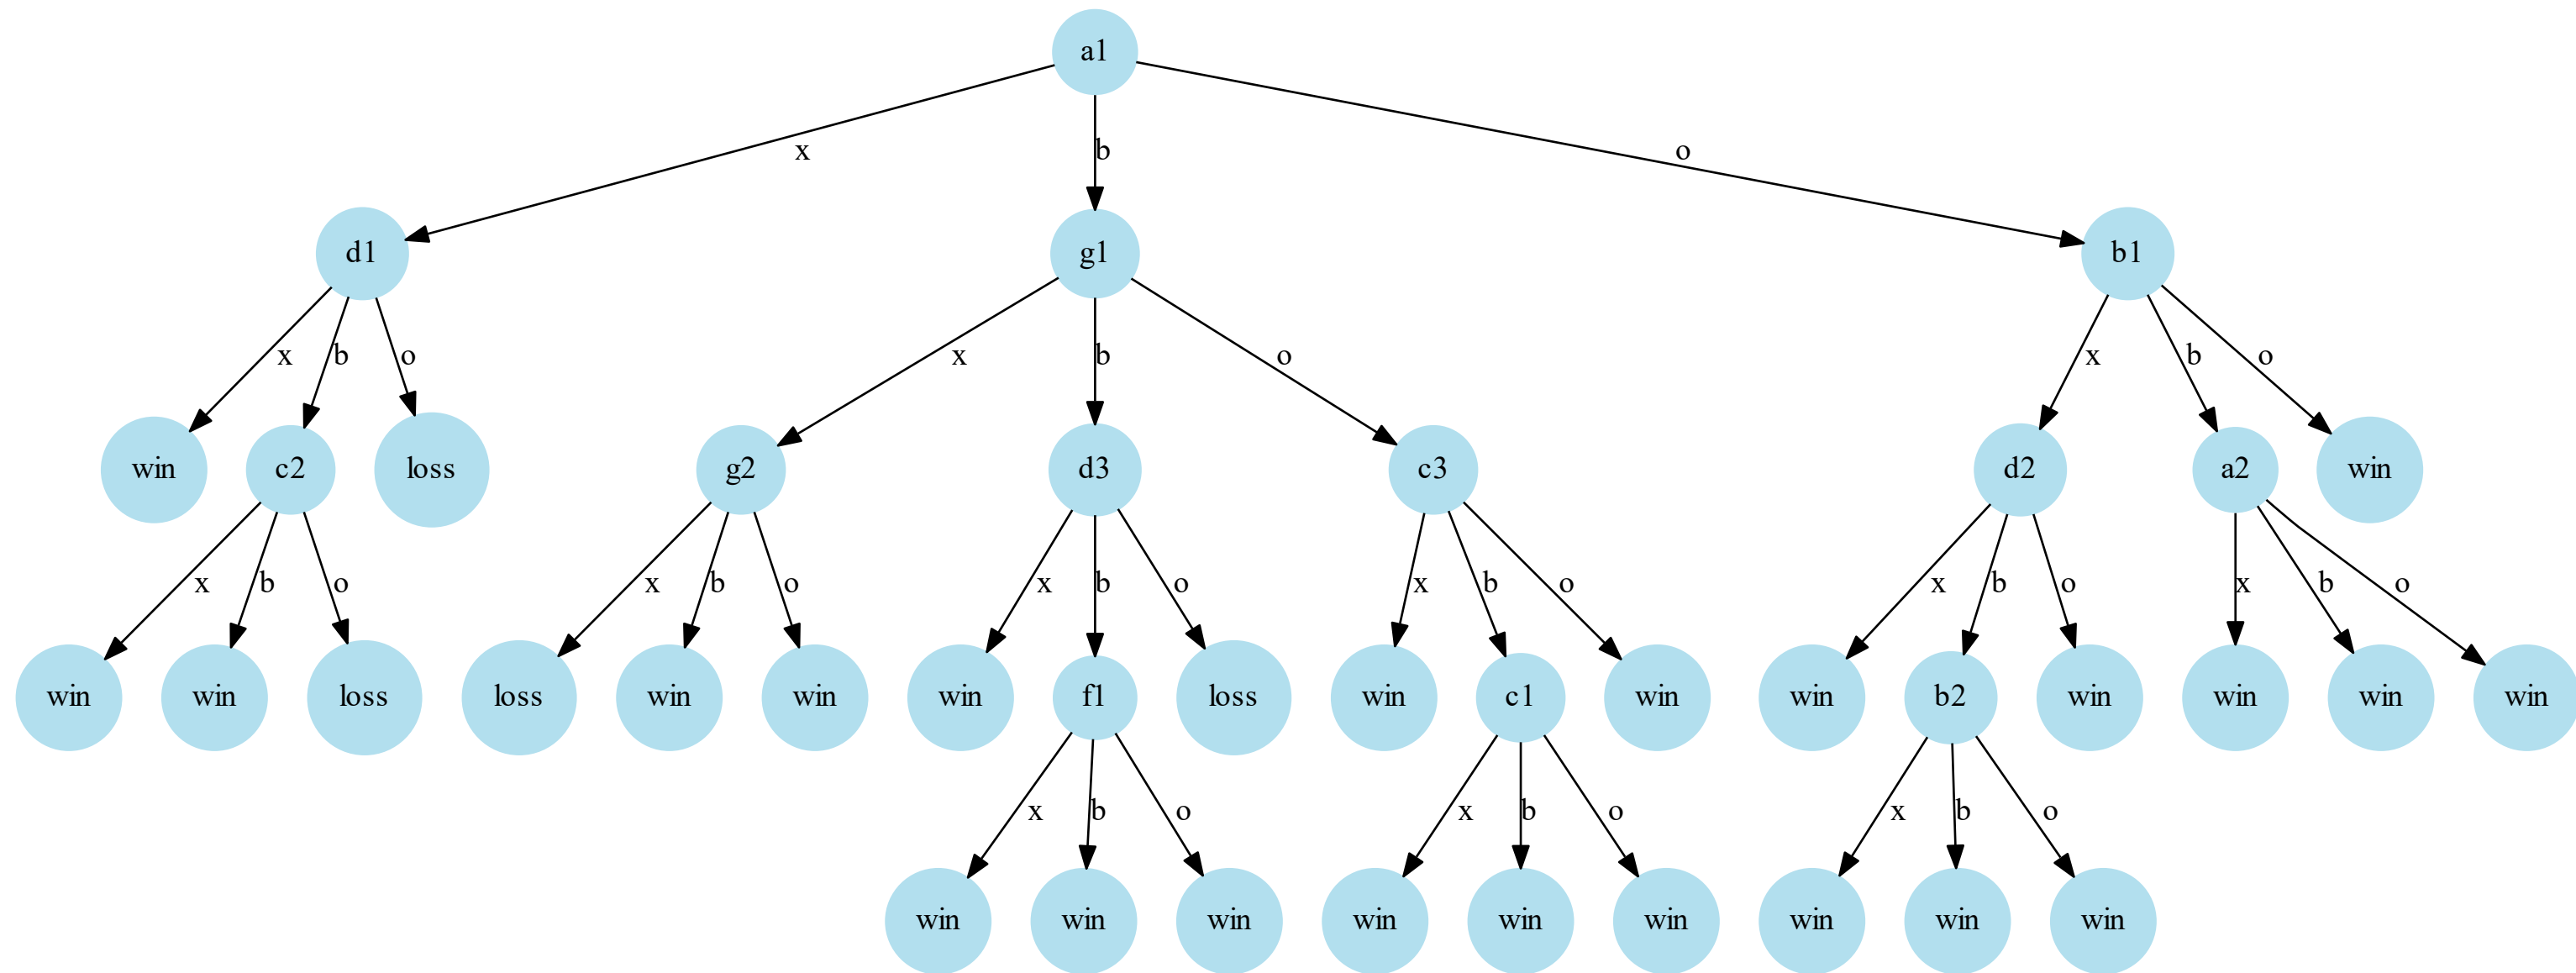 a1
x b o
d1 g1 b1
x b o x b o x b o
win c2 loss g2 d3 c3 d2 a2 win
x b o x b o x b o x b o x b o x b o
win win loss loss win win win f1 loss win c1 win win b2 win win win win
x b o x b o x b o
win win win win win win win win win